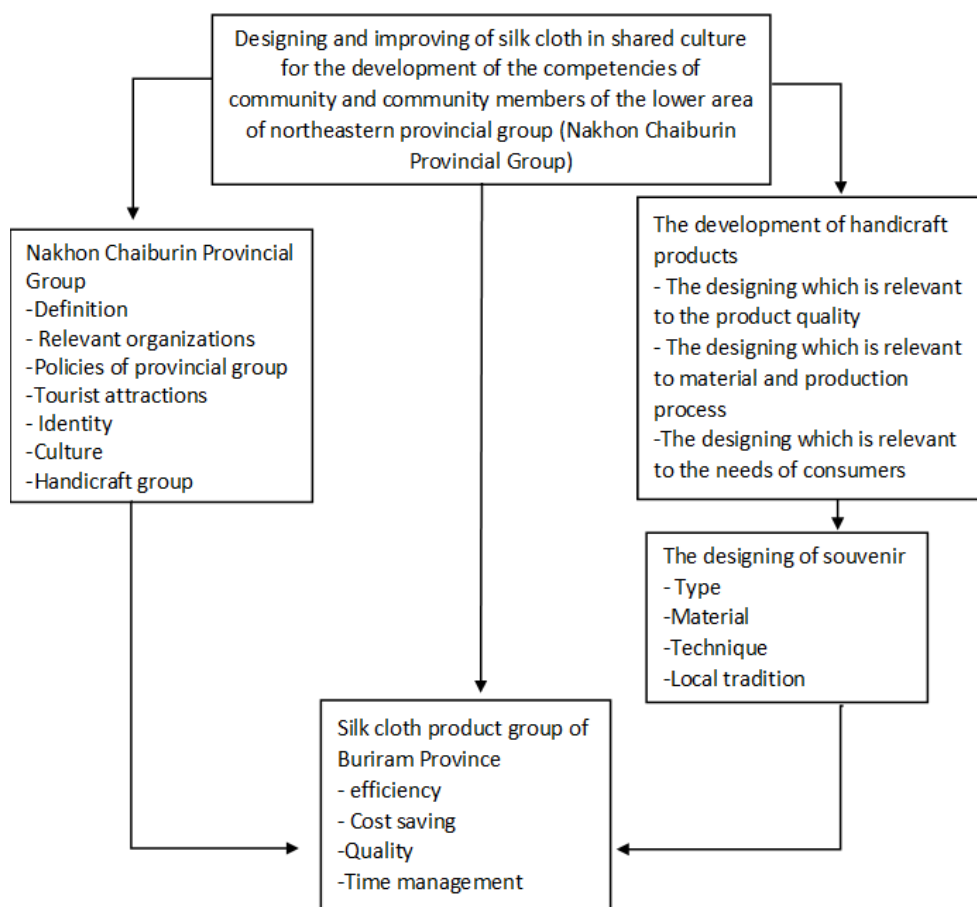 Designing and improving of silk cloth in shared culture
for the development of the competencies of
community and community members of the lower area
of northeastern provincial group (Nakhon Chaiburin
Provincial Group)
Nakhon Chaiburin Provincial
Group
-Definition
- Relevant organizations
-Policies of provincial group
-Tourist attractions
- Identity
-Culture
-Handicraft group
The development of handicraft
products
- The designing which is relevant
to the product quality
- The designing which is relevant
to material and production
process
-The designing which is relevant
to the needs of consumers
The designing of souvenir
- Type
-Material
-Technique
-Local tradition
Silk cloth product group of
Buriram Province
- efficiency
- Cost saving
-Quality
-Time management